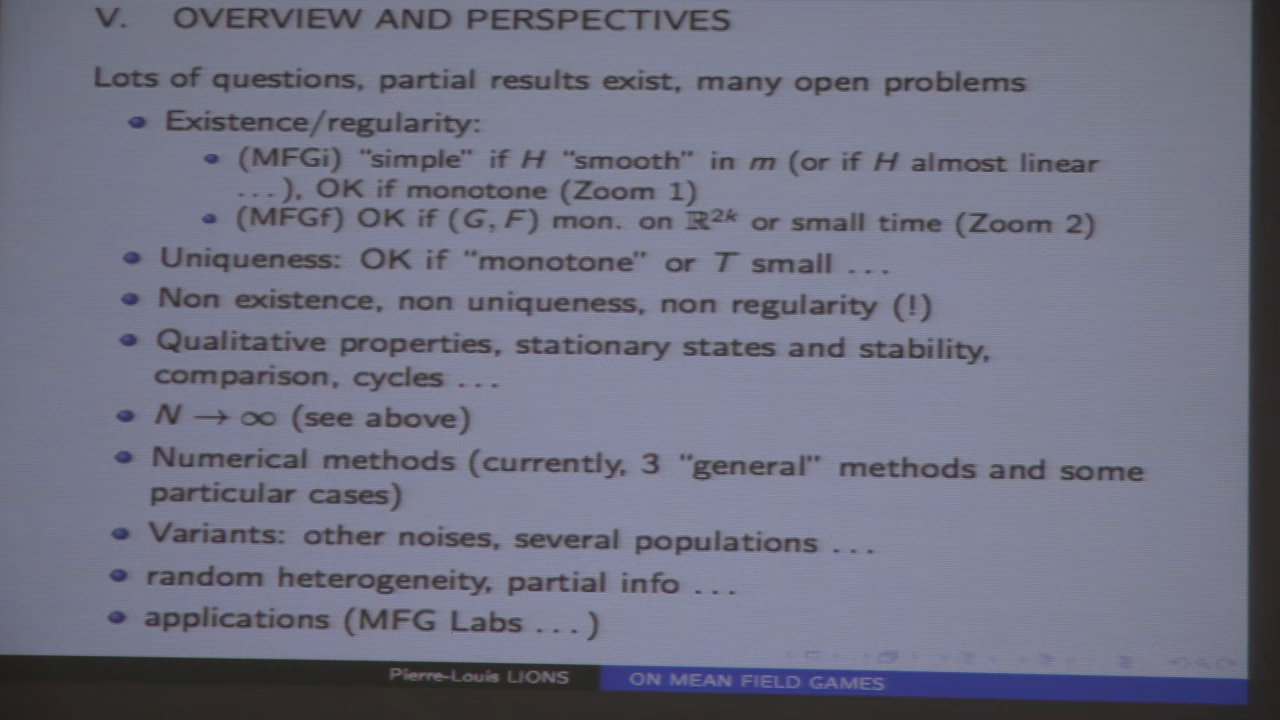 V. OVERVIEW AND PERSPECTIVES
Lots of questions, partial results exist, many open problems
Existence/regularity:
(MFGi) “simple” if H “smooth” in m (or if H almost linear
...), OK if monotone (Zoom 1)
(MFGf) OK if (G, F) mon. on ℝ²ᵏ or small time (Zoom 2)
Uniqueness: OK if “monotone” or T small ...
Non existence, non uniqueness, non regularity (!)
Qualitative properties, stationary states and stability,
comparison, cycles ...
N → ∞ (see above)
Numerical methods (currently, 3 “general” methods and some
particular cases)
Variants: other noises, several populations ...
random heterogeneity, partial info ...
applications (MFG Labs ...)
Pierre-Louis LIONS ON MEAN FIELD GAMES